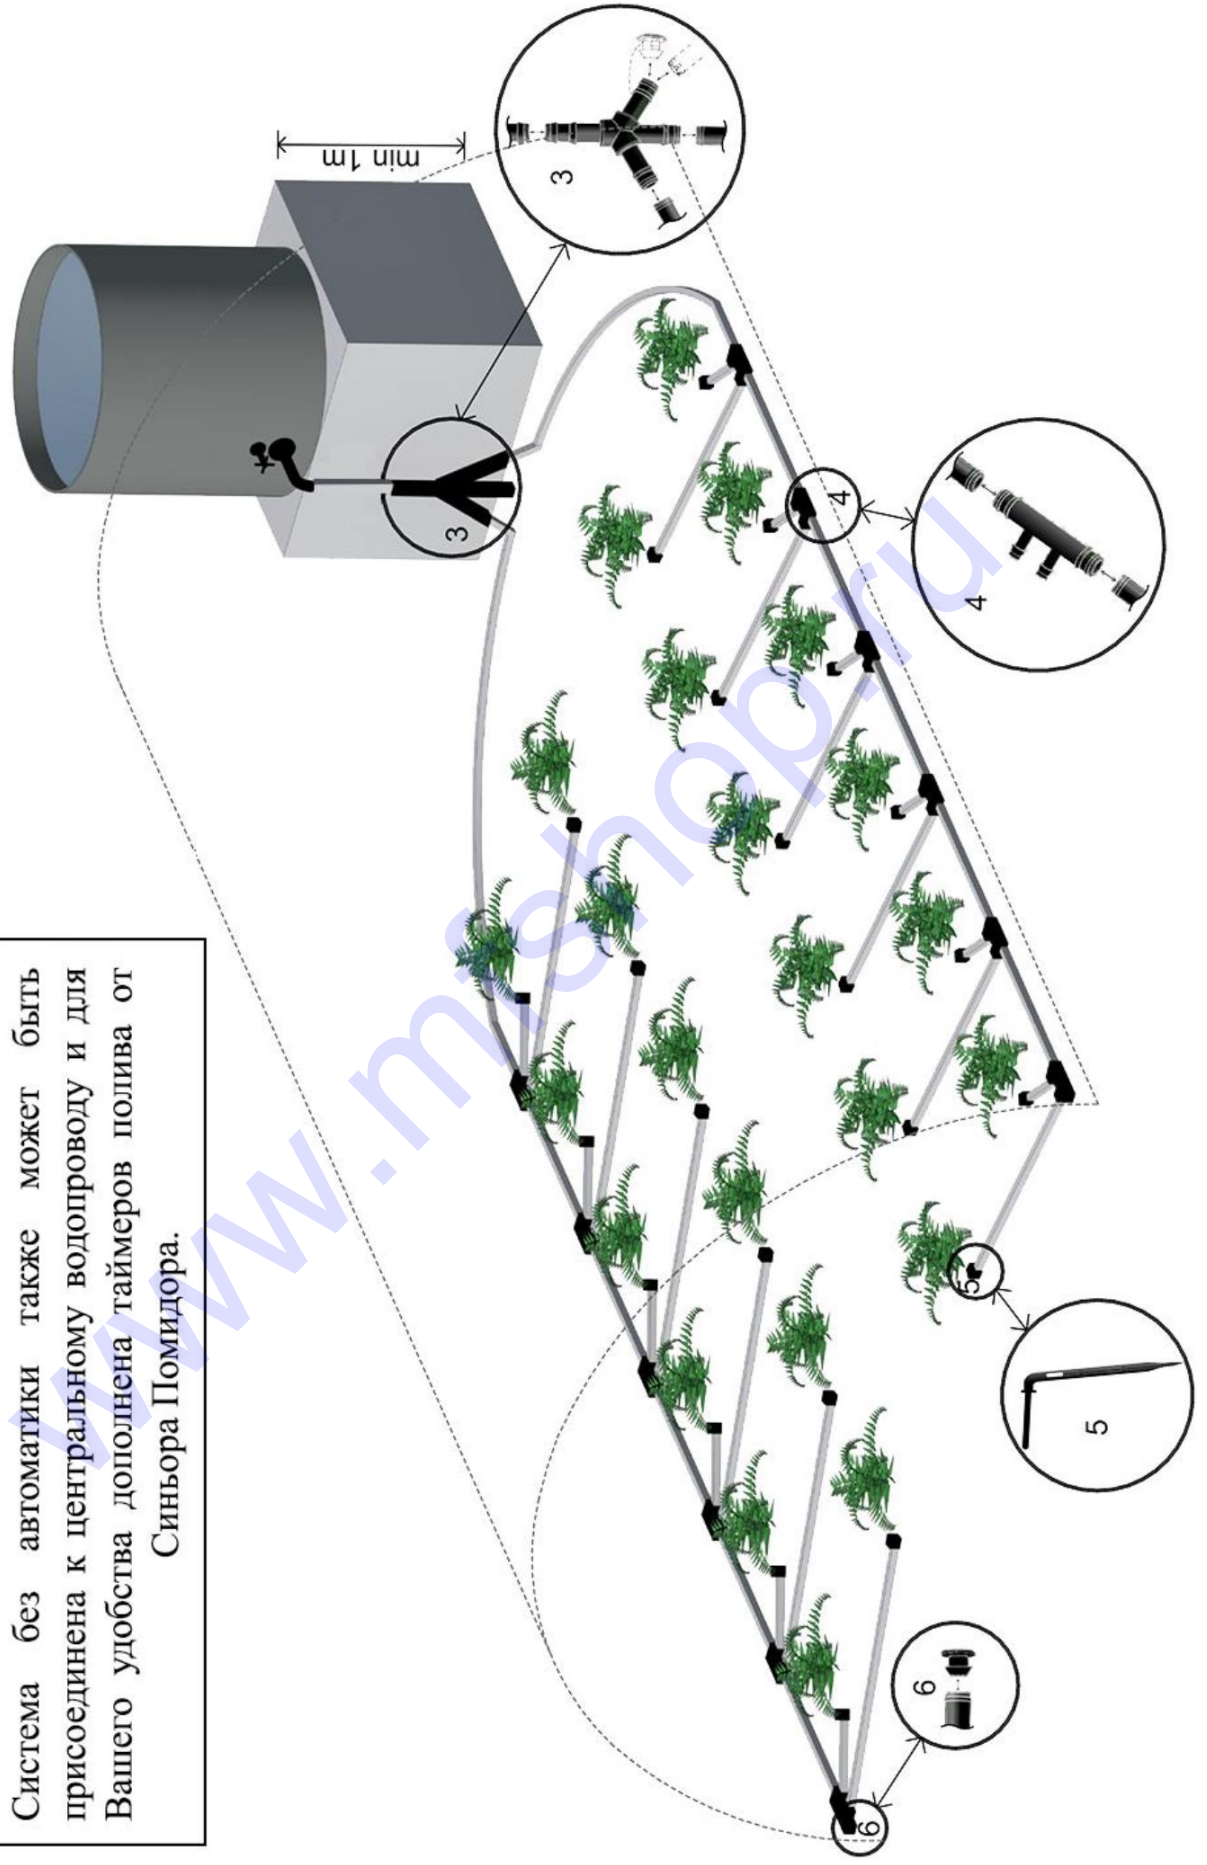 Система без автоматики также может быть
присоединена к центральному водопроводу и для
Вашего удобства дополнена таймеров полива от
Синьора Помидора.
min 1m
3
3
4
4
5
5
6
6
www.mfshop.ru